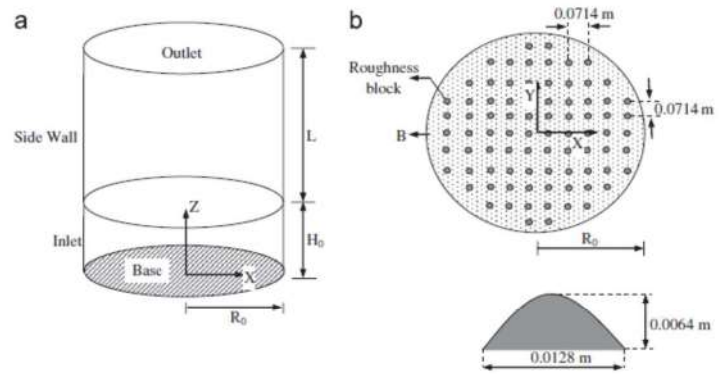 a
Outlet
Side Wall
L
Z
Inlet
H0
Base
X
R0
b
0.0714 m
Roughness
block
Y
0.0714 m
B
X
R0
0.0064 m
0.0128 m